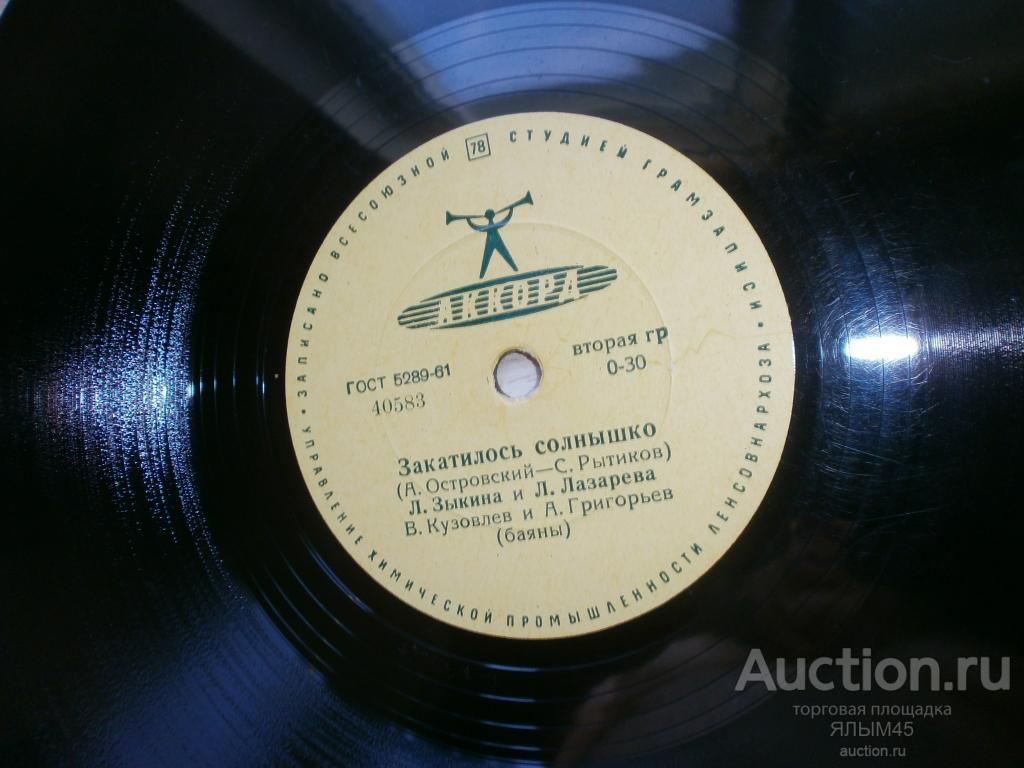 ЗАПИСАНО ВСЕСОЮЗНОЙ 78 СТУДИЕЙ ГРАМЗАПИСИ •
УПРАВЛЕНИЕ ХИМИЧЕСКОЙ ПРОМЫШЛЕННОСТИ ЛЕНСОВНАРХОЗА •
АККОРД
ГОСТ 5289-61
40583
вторая гр
0-30
Закатилось солнышко
(А. Островский—С. Рытиков)
Л. Зыкина и Л. Лазарева
В. Кузовлев и А. Григорьев
(баяны)
Auction.ru
торговая площадка
ЯЛЫМ45
auction.ru